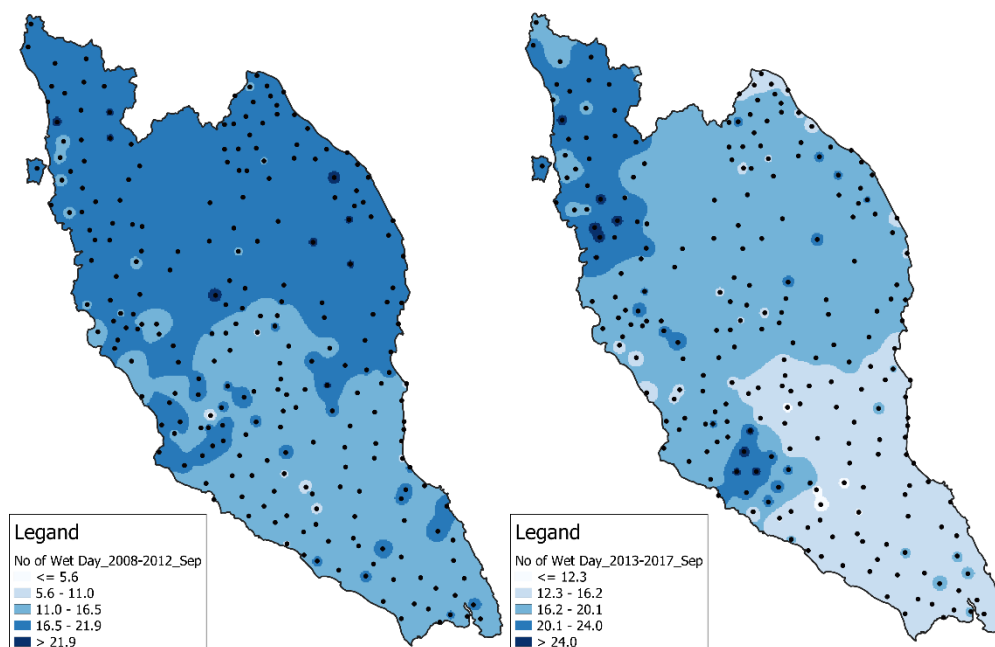 Legand
No of Wet Day_2008-2012_Sep
<= 5.6
5.6 - 11.0
11.0 - 16.5
16.5 - 21.9
> 21.9
Legand
No of Wet Day_2013-2017_Sep
<= 12.3
12.3 - 16.2
16.2 - 20.1
20.1 - 24.0
> 24.0